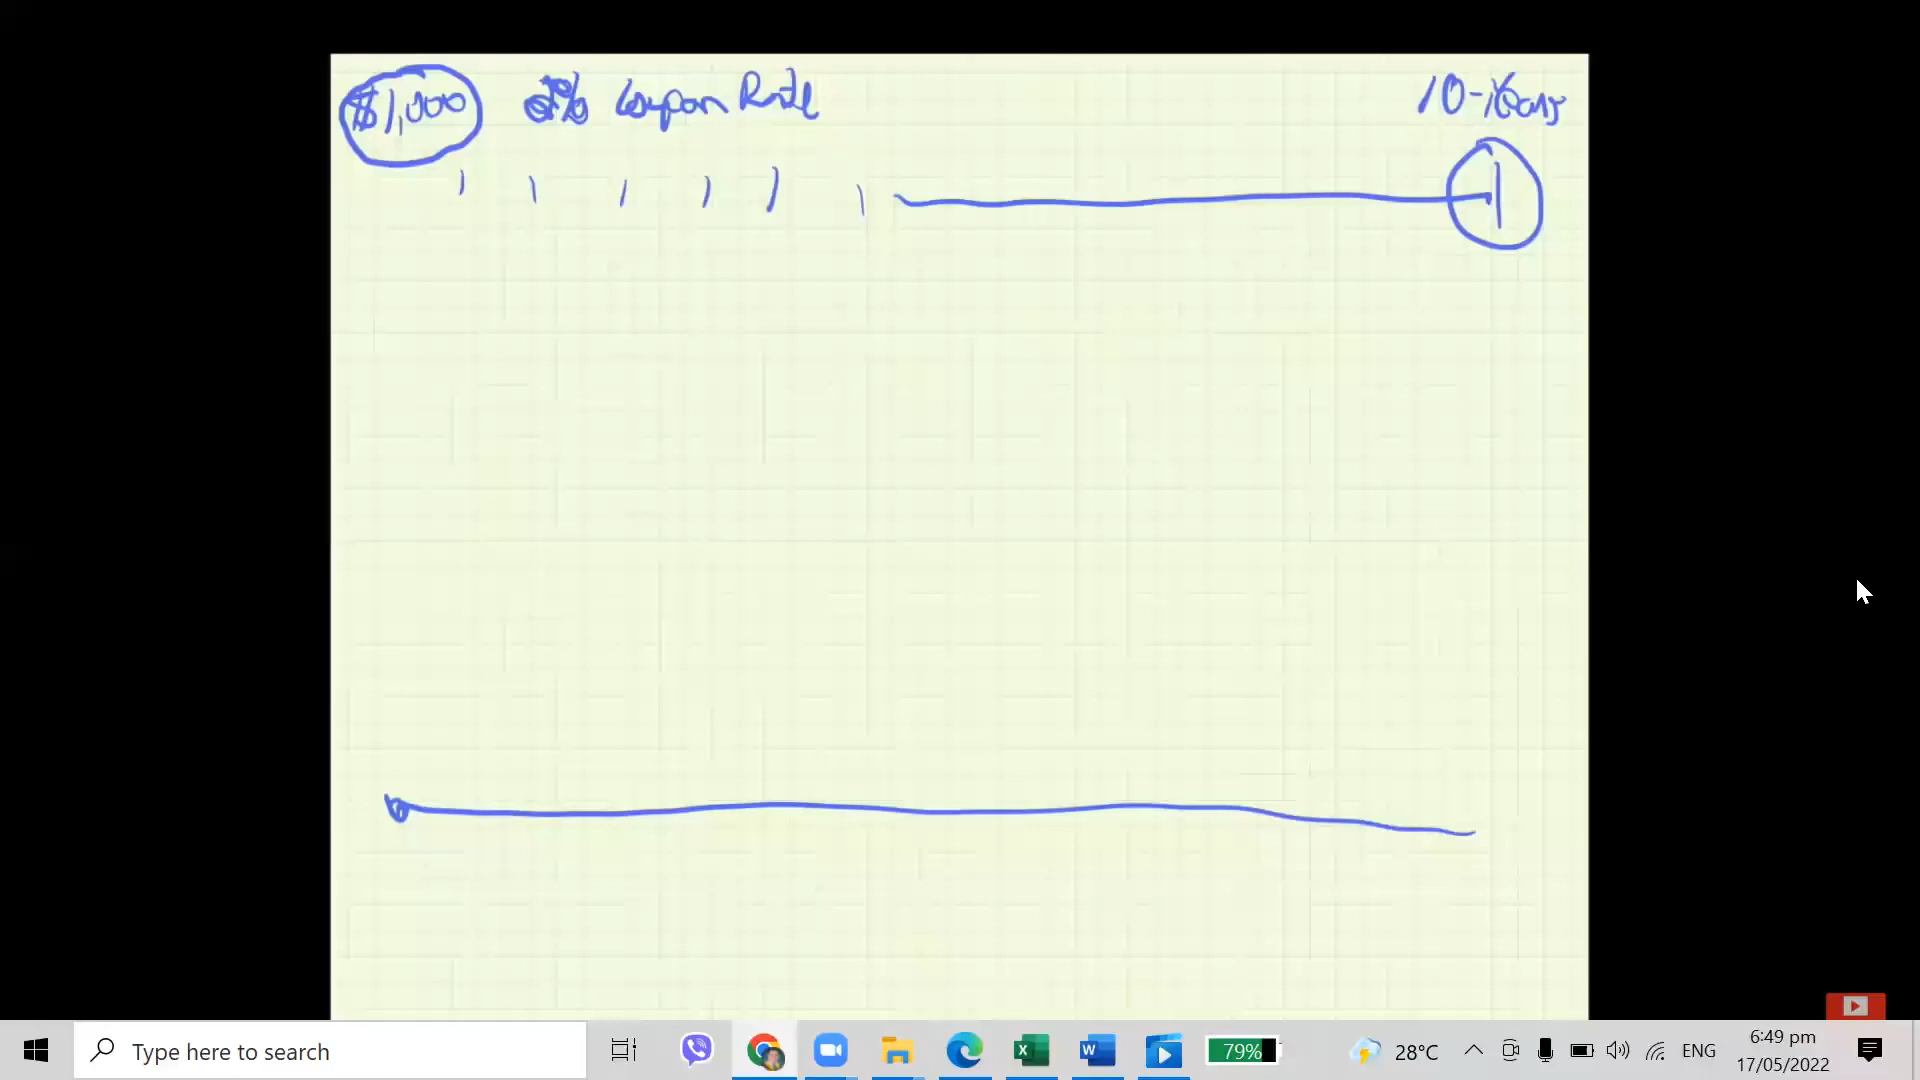 $1,000 % Coupon Rate 10-Years
Type here to search
79%
28°C
ENG
6:49 pm
17/05/2022